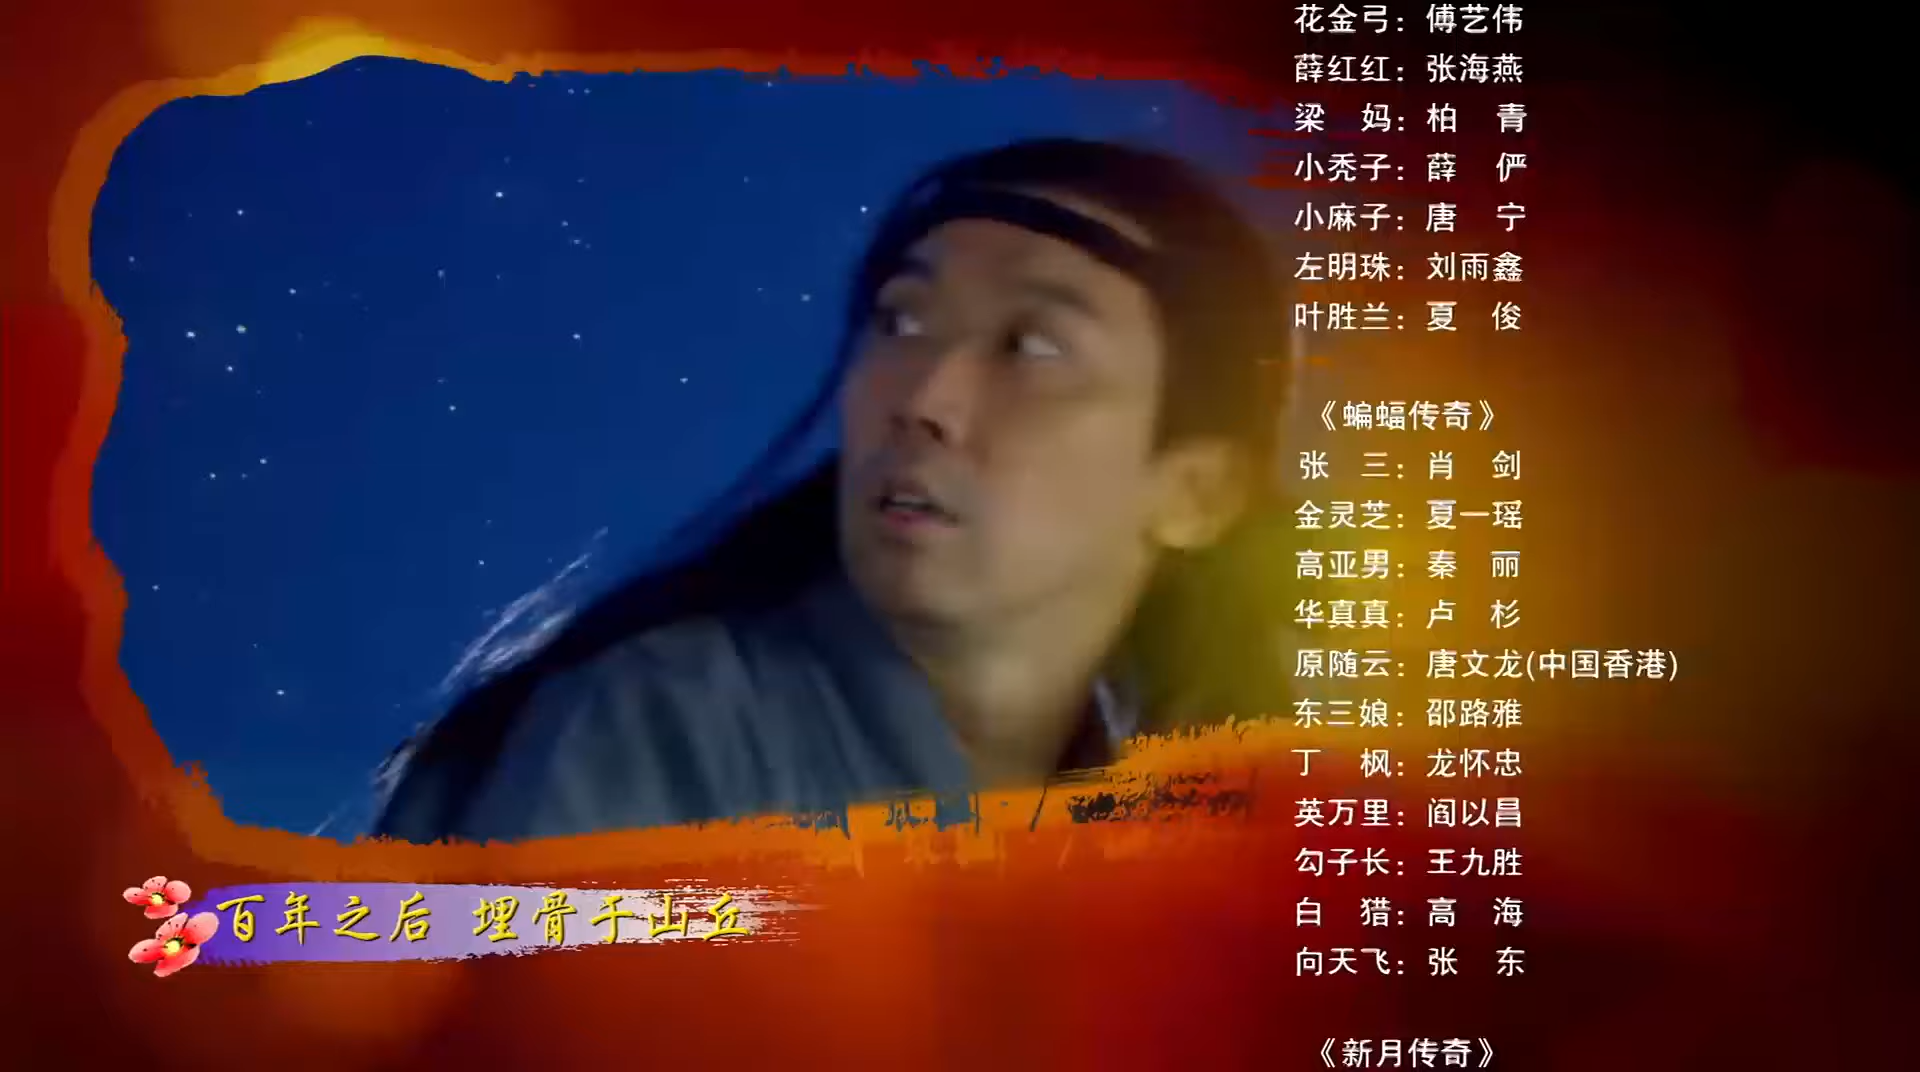 花金弓：傅艺伟
薛红红：张海燕
梁　妈：柏　青
小秃子：薛　俨
小麻子：唐　宁
左明珠：刘雨鑫
叶胜兰：夏　俊
《蝙蝠传奇》
张　三：肖　剑
金灵芝：夏一瑶
高亚男：秦　丽
华真真：卢　杉
原随云：唐文龙(中国香港)
东三娘：邵路雅
丁　枫：龙怀忠
英万里：阎以昌
勾子长：王九胜
白　猎：高　海
向天飞：张　东
《新月传奇》
百年之后 埋骨于山丘